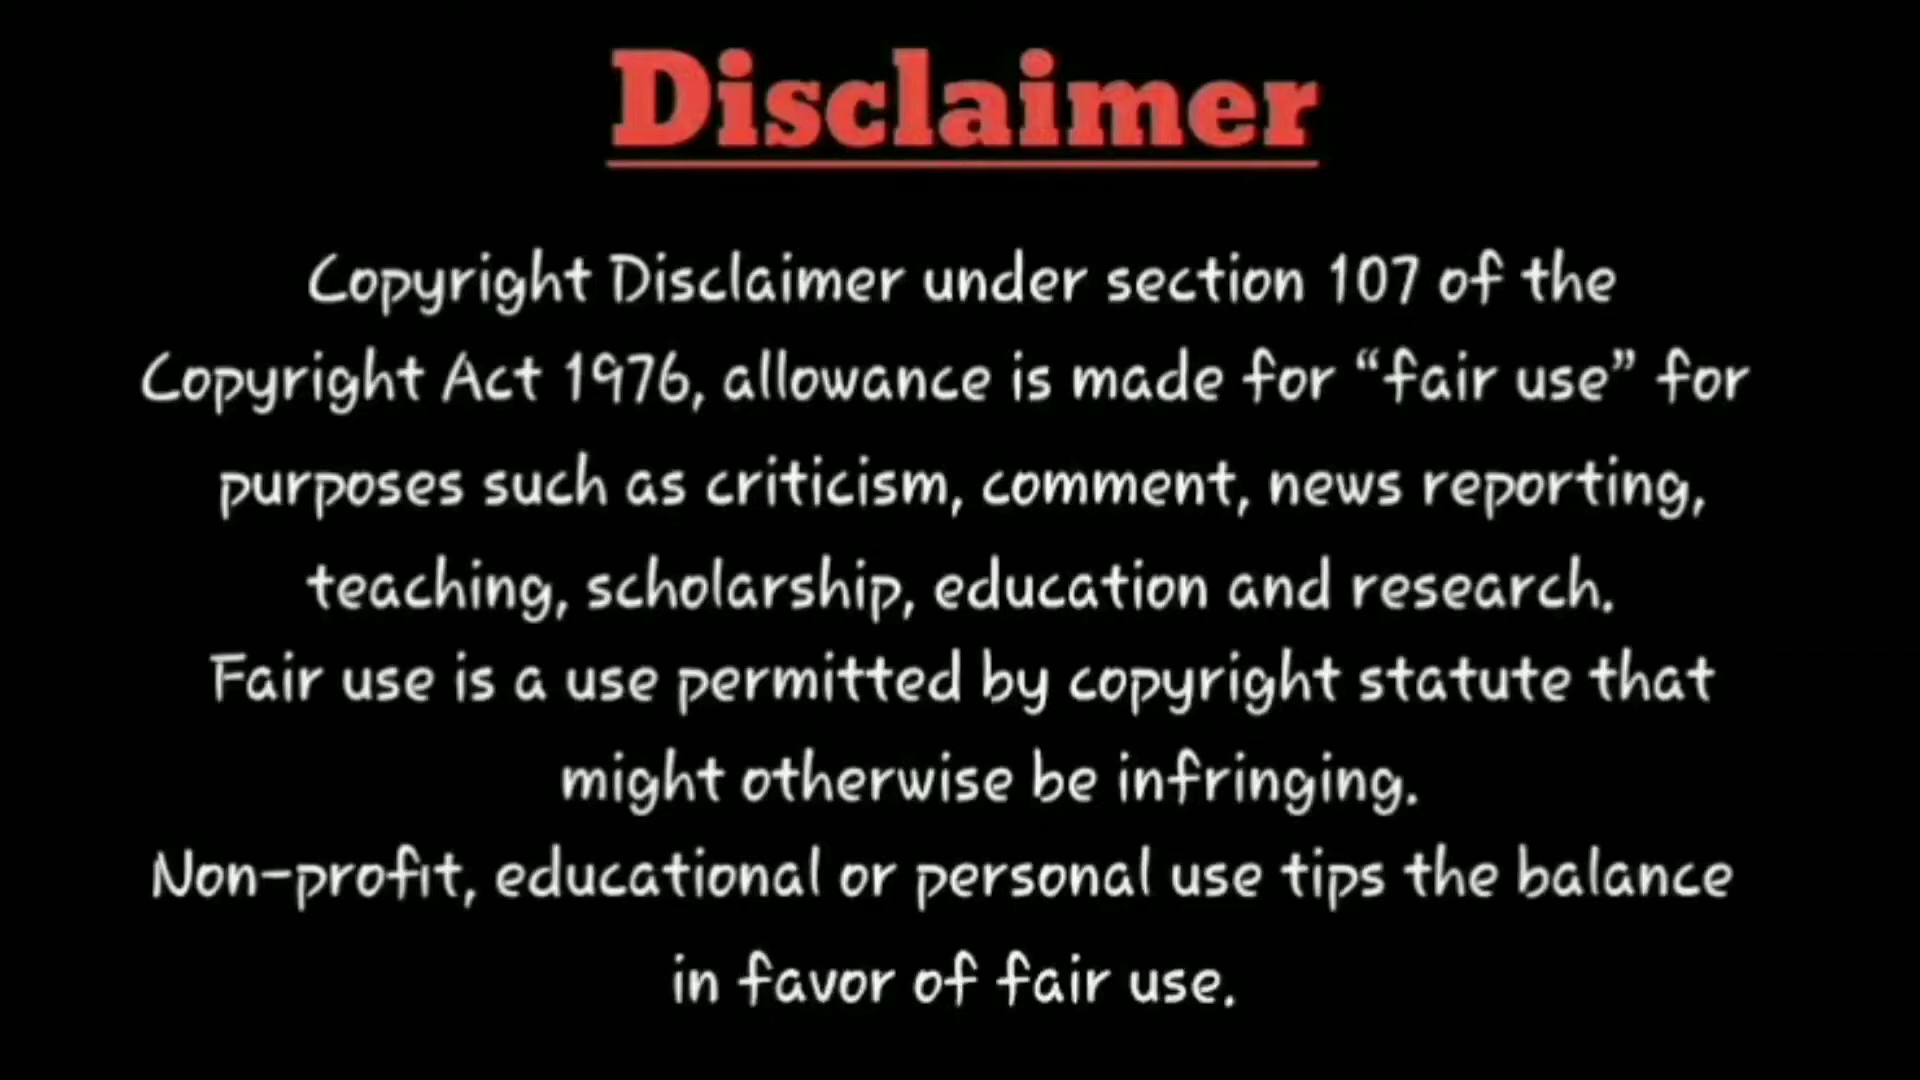 Disclaimer
Copyright Disclaimer under section 107 of the
Copyright Act 1976, allowance is made for “fair use” for
purposes such as criticism, comment, news reporting,
teaching, scholarship, education and research.
Fair use is a use permitted by copyright statute that
might otherwise be infringing.
Non-profit, educational or personal use tips the balance
in favor of fair use.